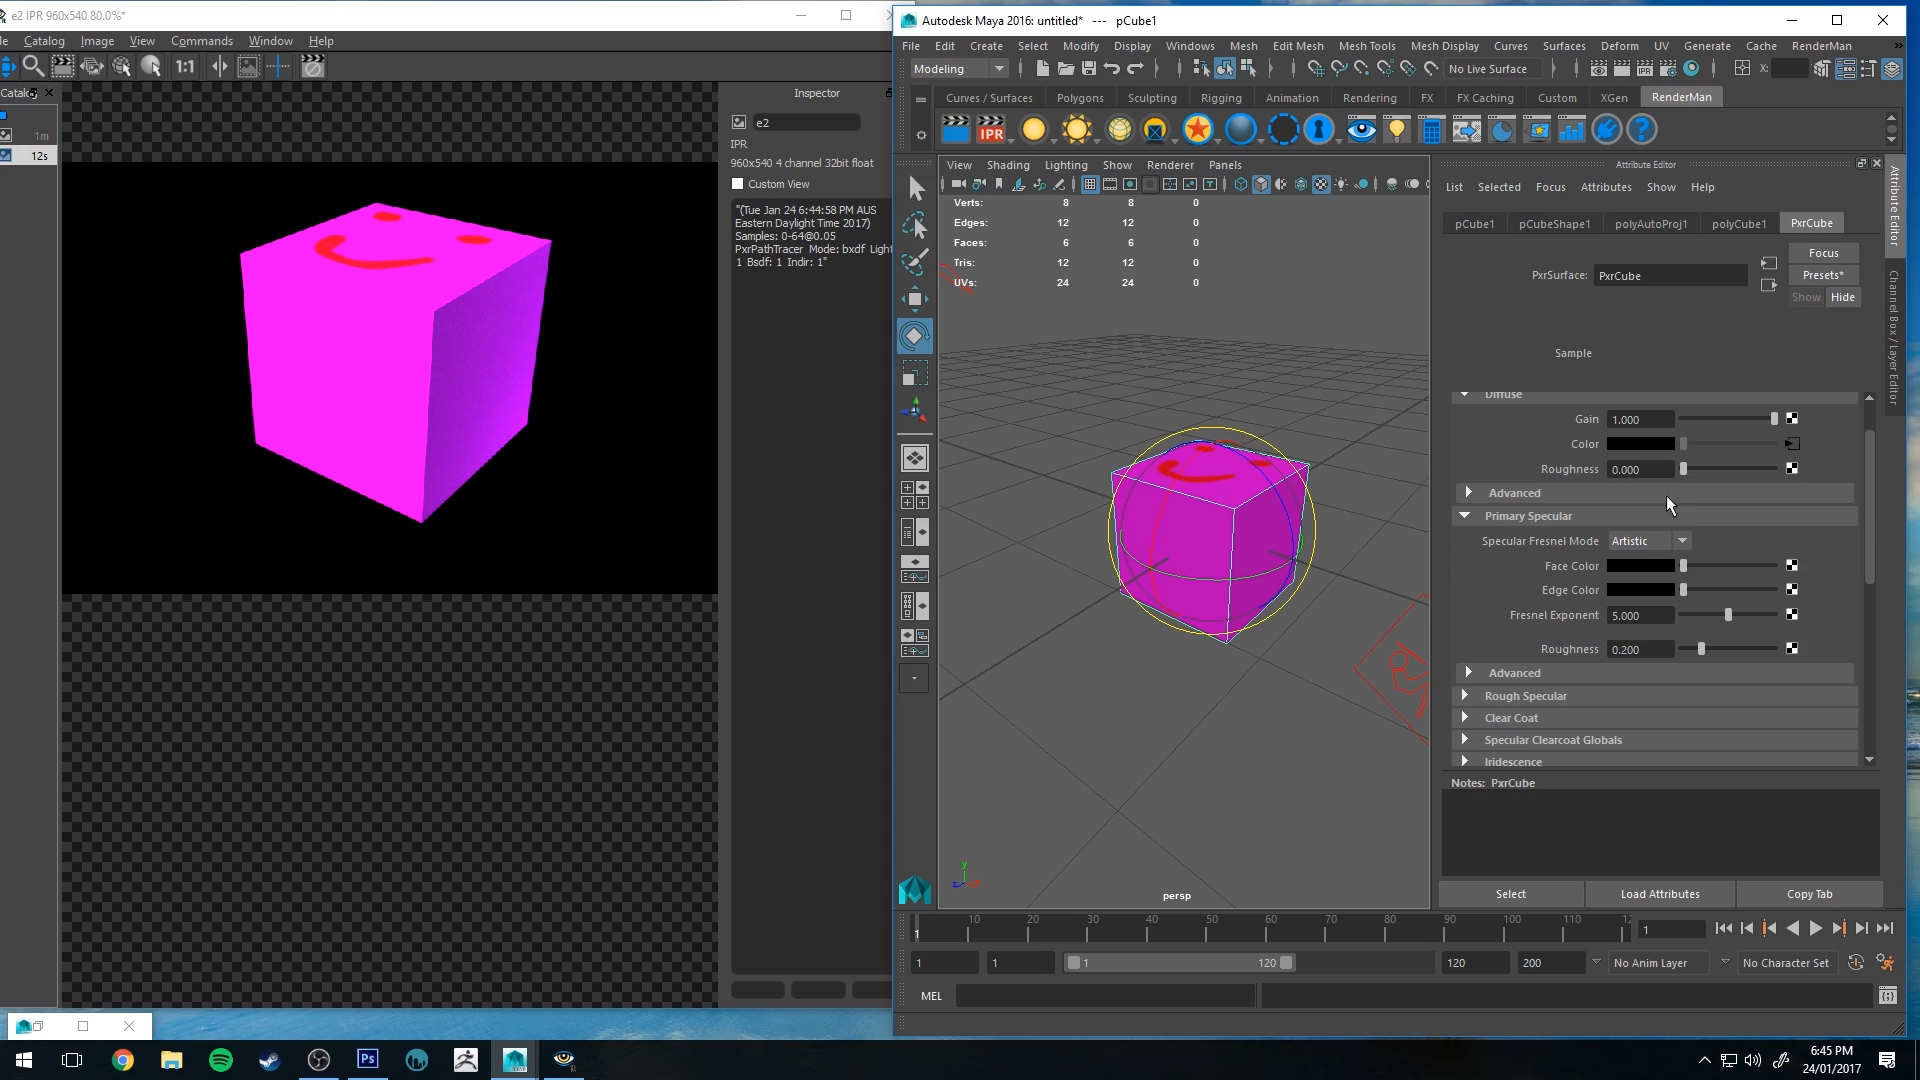 e2 IPR 960x540 80.0%*
Catalog Image View Commands Window Help
1:1
Catalog
1m
12s
Inspector
e2
IPR
960x540 4 channel 32bit float
Custom View
"(Tue Jan 24 6:44:58 PM AUS
Eastern Daylight Time 2017)
Samples: 0-64@0.05
PxrPathTracer Mode: bxdf Light
1 Bsdf: 1 Indir: 1"
Autodesk Maya 2016: untitled* --- pCube1
File Edit Create Select Modify Display Windows Mesh Edit Mesh Mesh Tools Mesh Display Curves Surfaces Deform UV Generate Cache RenderMan
Modeling
No Live Surface
X:
Curves / Surfaces Polygons Sculpting Rigging Animation Rendering FX FX Caching Custom XGen RenderMan
IPR
View Shading Lighting Show Renderer Panels
Verts: 8 8 0
Edges: 12 12 0
Faces: 6 6 0
Tris: 12 12 0
UVs: 24 24 0
persp
Attribute Editor
List Selected Focus Attributes Show Help
pCube1 pCubeShape1 polyAutoProj1 polyCube1 PxrCube
Focus
PxrSurface: PxrCube
Presets*
Show Hide
Sample
Diffuse
Gain 1.000
Color
Roughness 0.000
Advanced
Primary Specular
Specular Fresnel Mode Artistic
Face Color
Edge Color
Fresnel Exponent 5.000
Roughness 0.200
Advanced
Rough Specular
Clear Coat
Specular Clearcoat Globals
Iridescence
Notes: PxrCube
Select Load Attributes Copy Tab
Attribute Editor
Channel Box / Layer Editor
1 10 20 30 40 50 60 70 80 90 100 110 12
1
1 1 1 120 120 200 No Anim Layer No Character Set
MEL
Ps
6:45 PM
24/01/2017